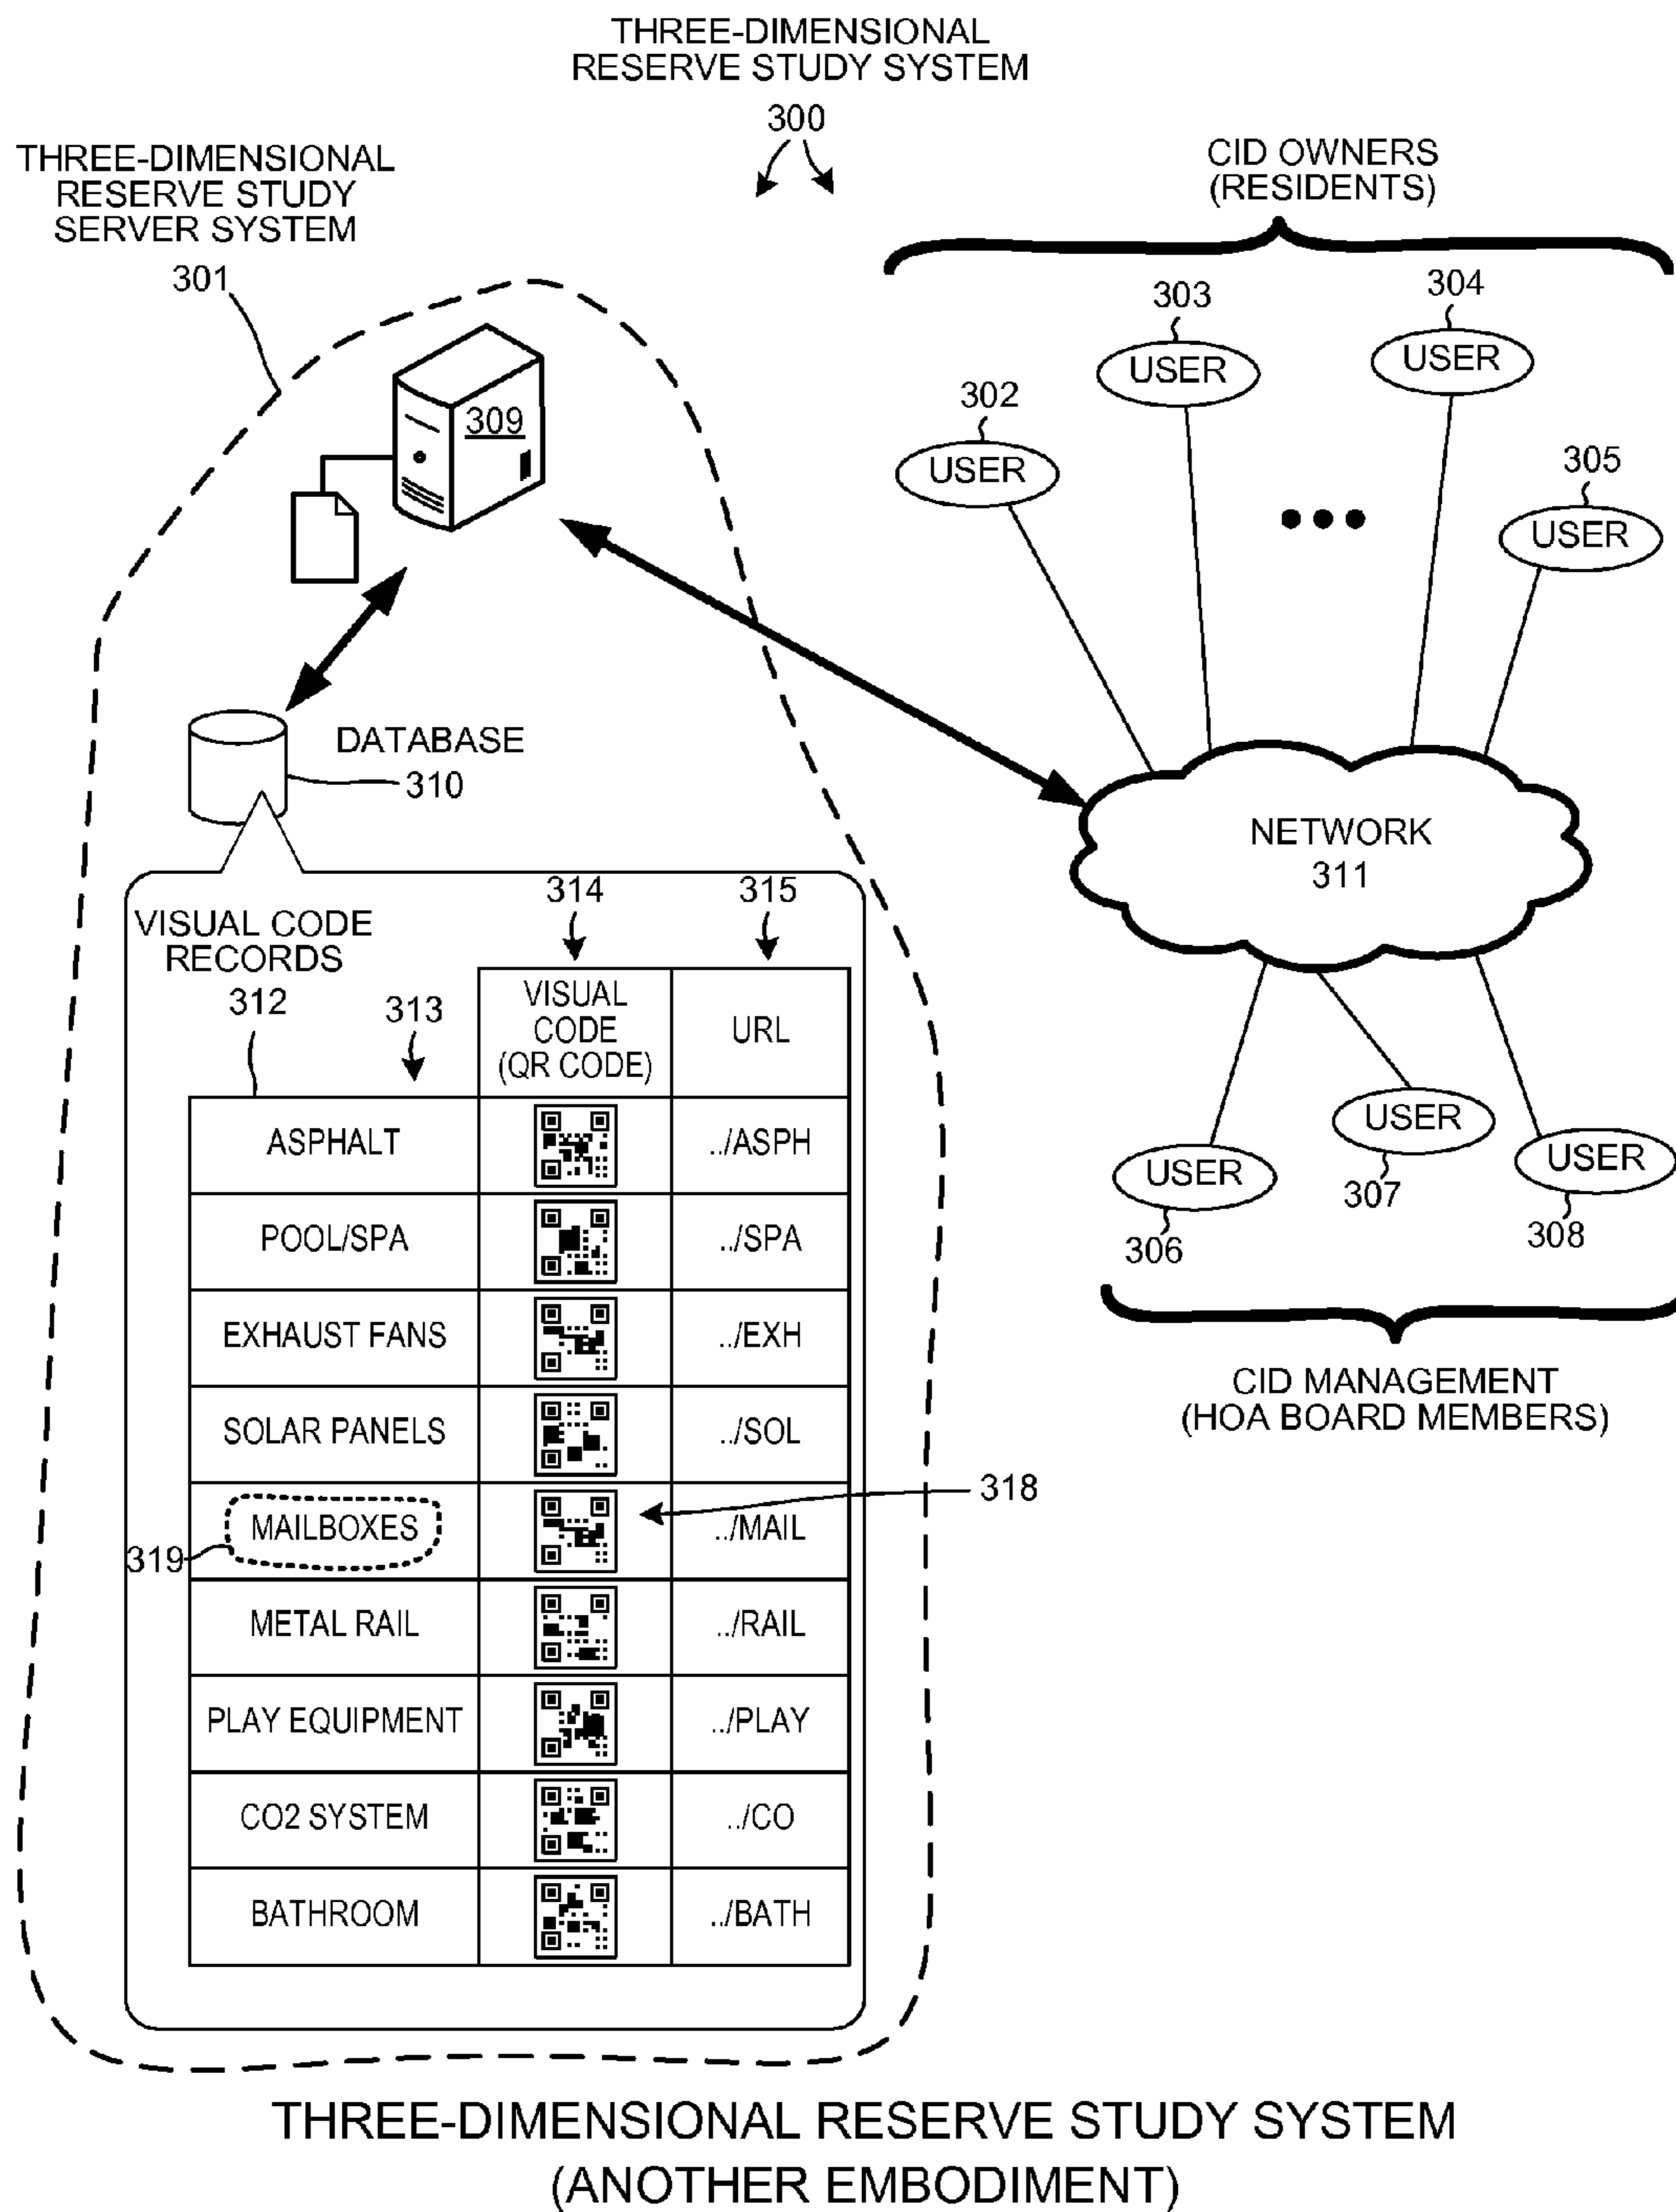 THREE-DIMENSIONAL
RESERVE STUDY SYSTEM
300
THREE-DIMENSIONAL
RESERVE STUDY
SERVER SYSTEM
301
CID OWNERS
(RESIDENTS)
303
USER
304
USER
302
USER
305
USER
309
DATABASE
310
NETWORK
311
VISUAL CODE
RECORDS
312
313
314
315
VISUAL
CODE
(QR CODE)
URL
ASPHALT
../ASPH
POOL/SPA
../SPA
EXHAUST FANS
../EXH
SOLAR PANELS
../SOL
MAILBOXES
../MAIL
318
319
METAL RAIL
../RAIL
PLAY EQUIPMENT
../PLAY
CO2 SYSTEM
../CO
BATHROOM
../BATH
USER
306
USER
307
USER
308
CID MANAGEMENT
(HOA BOARD MEMBERS)
THREE-DIMENSIONAL RESERVE STUDY SYSTEM
(ANOTHER EMBODIMENT)